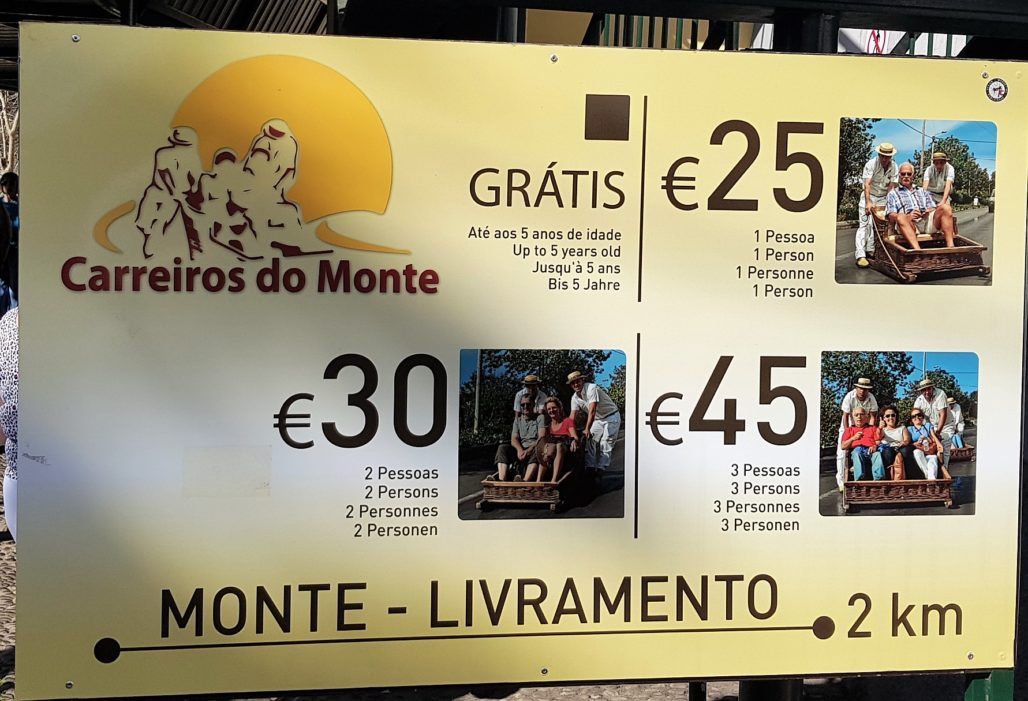 Carreiros do Monte
GRÁTIS
Até aos 5 anos de idade
Up to 5 years old
Jusqu'à 5 ans
Bis 5 Jahre
€25
1 Pessoa
1 Person
1 Personne
1 Person
€30
2 Pessoas
2 Persons
2 Personnes
2 Personen
€45
3 Pessoas
3 Persons
3 Personnes
3 Personen
MONTE - LIVRAMENTO
2 km